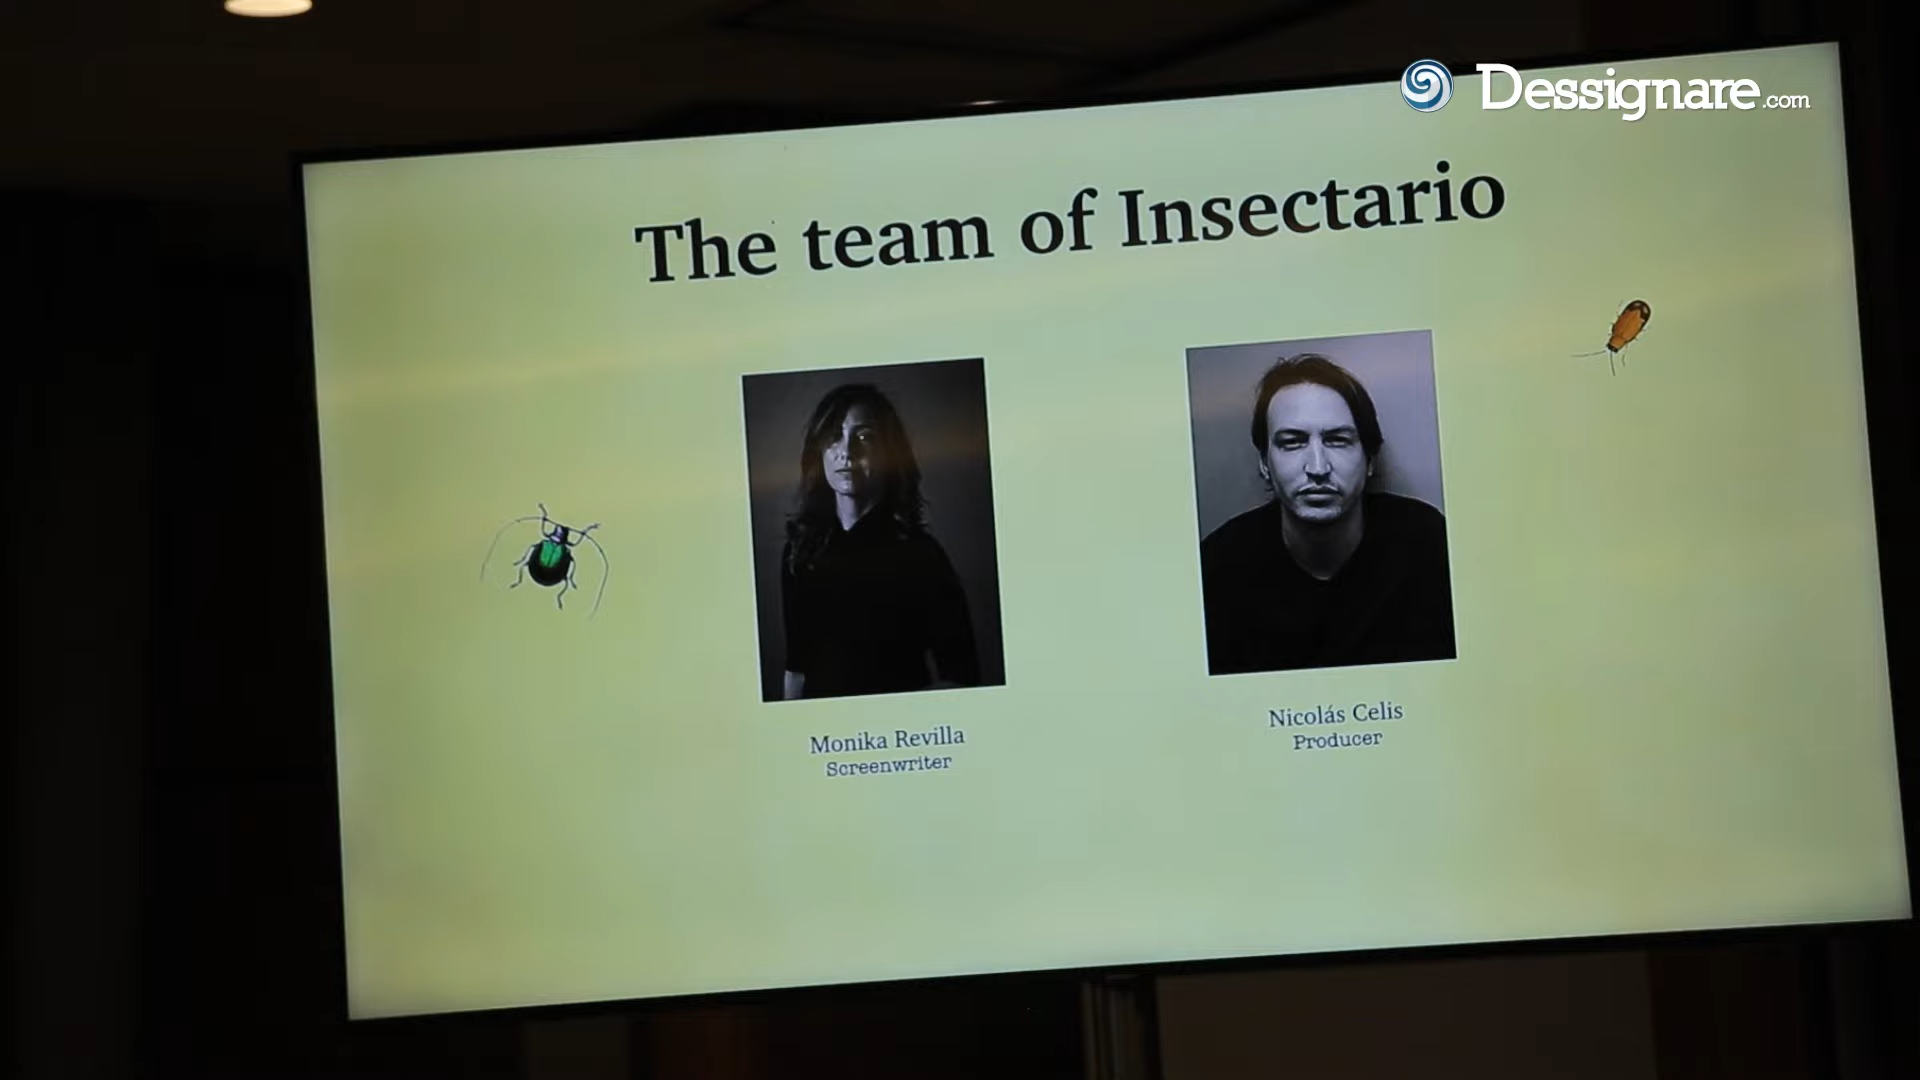 Dessignare.com
The team of Insectario
Monika Revilla
Screenwriter
Nicolás Celis
Producer